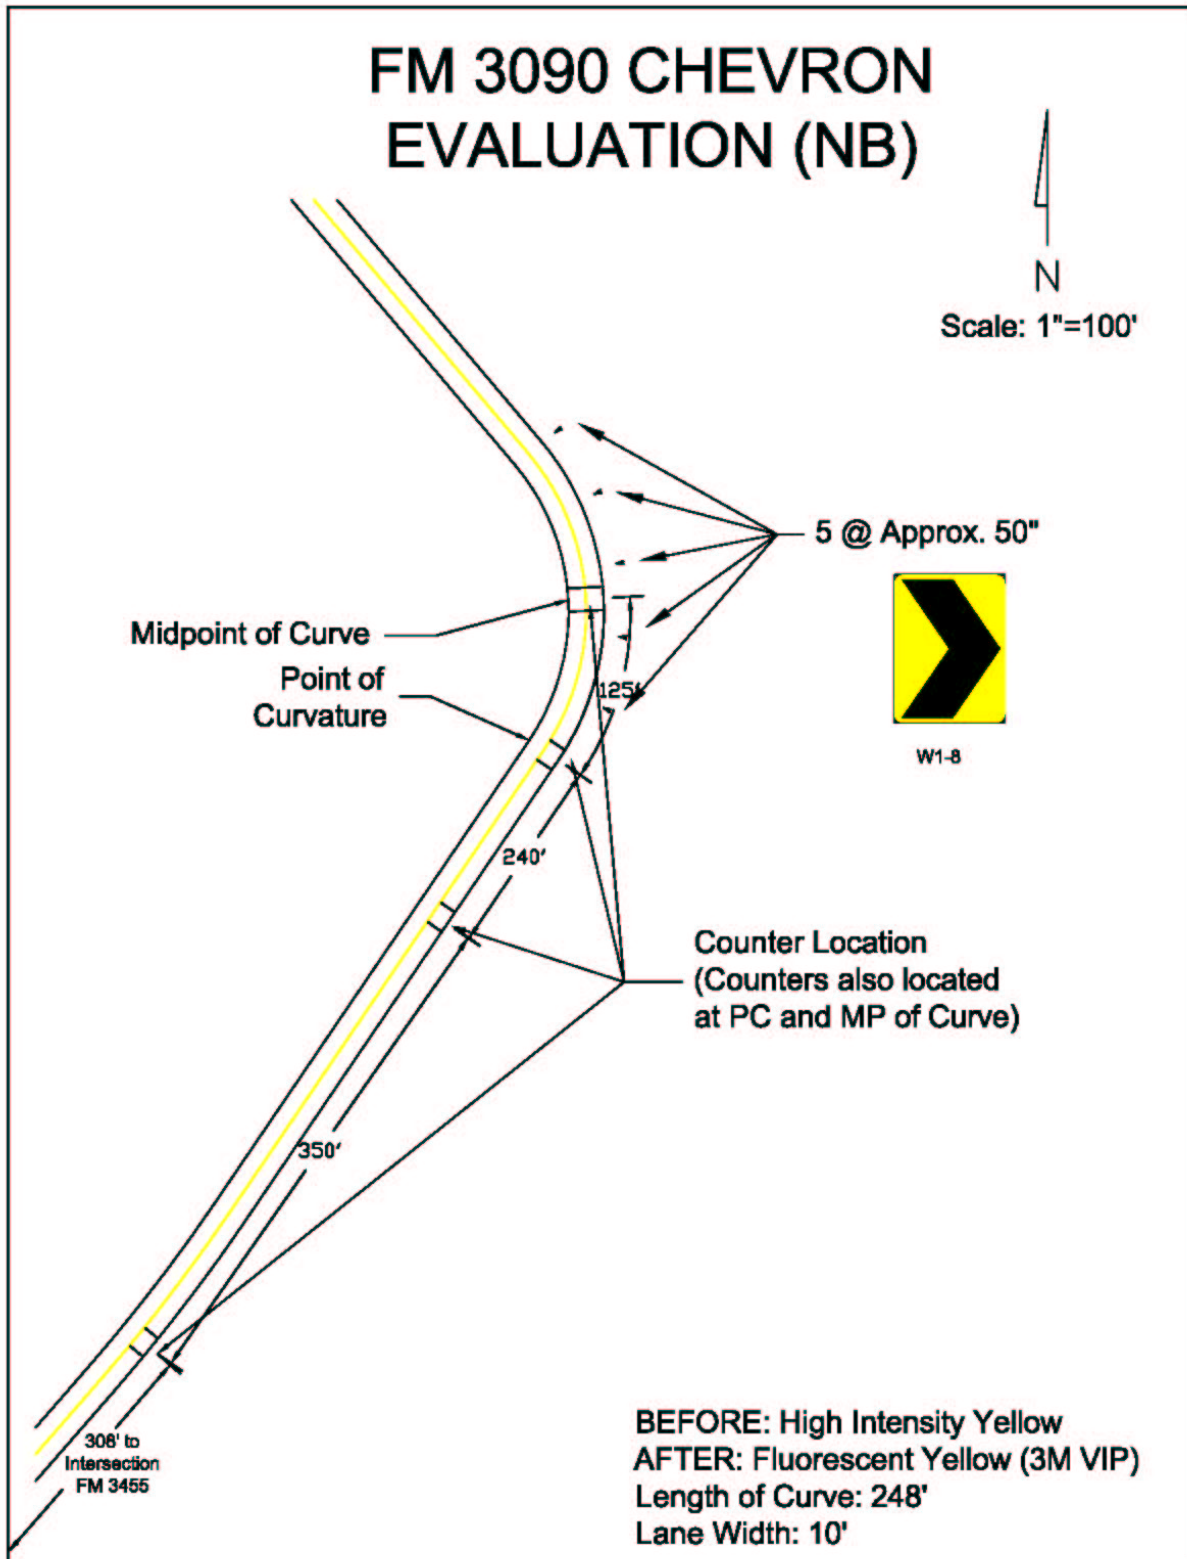 FM 3090 CHEVRON
EVALUATION (NB)
N
Scale: 1"=100'
5 @ Approx. 50"
Midpoint of Curve
Point of
Curvature
125'
W1-8
240'
Counter Location
(Counters also located
at PC and MP of Curve)
350'
308' to
Intersection
FM 3455
BEFORE: High Intensity Yellow
AFTER: Fluorescent Yellow (3M VIP)
Length of Curve: 248'
Lane Width: 10'